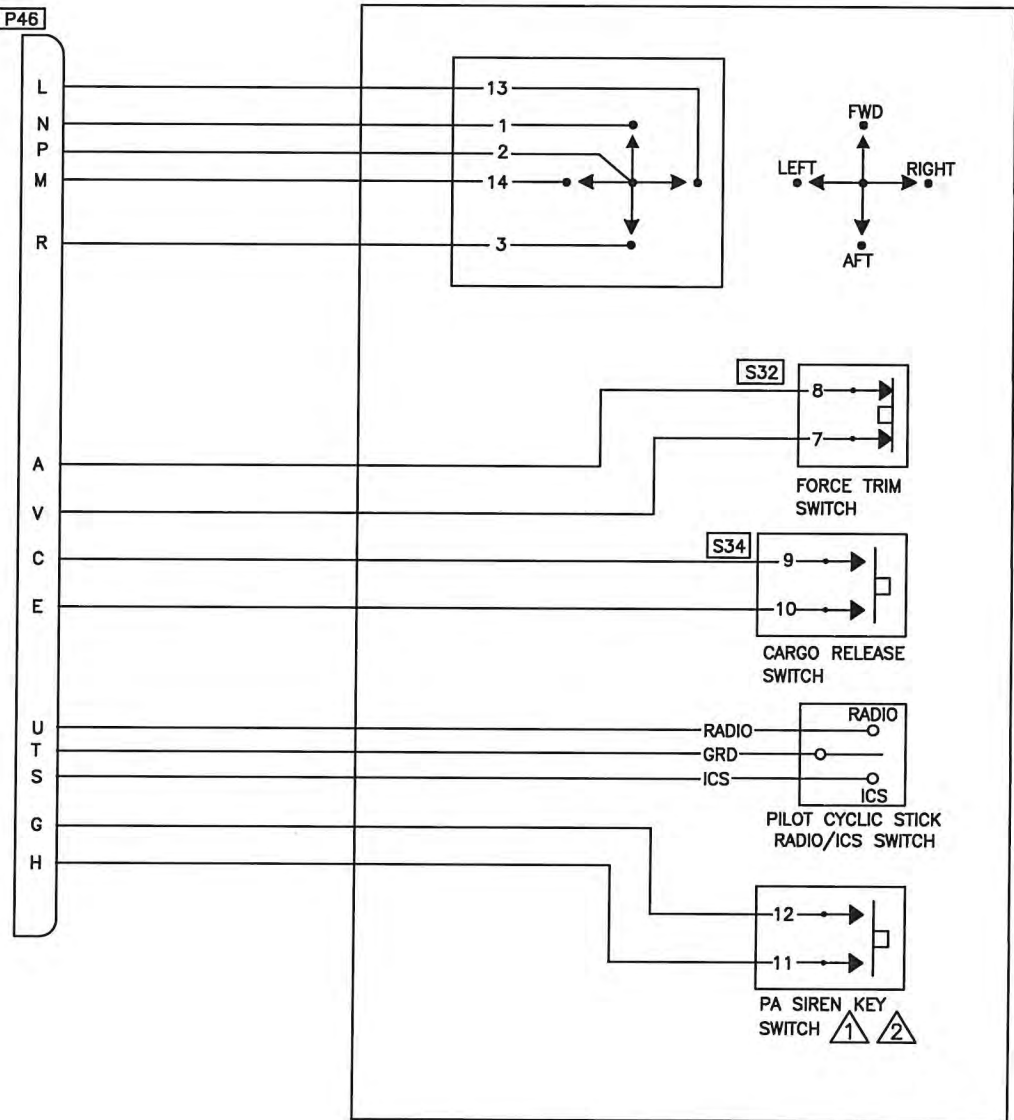 P46
L 13
N 1
FWD
P 2
LEFT RIGHT
M 14
R 3
AFT
S32
8
7
A
FORCE TRIM
SWITCH
V
S34
C 9
E 10
CARGO RELEASE
SWITCH
RADIO
U RADIO
T GRD
S ICS
ICS
PILOT CYCLIC STICK
RADIO/ICS SWITCH
G
H
12
11
PA SIREN KEY
SWITCH 1 2